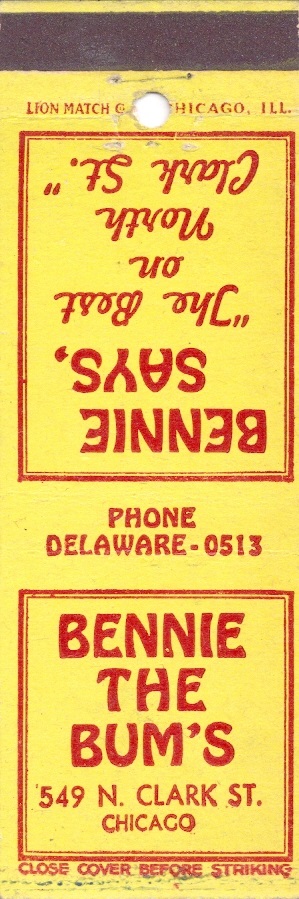 LION MATCH C CHICAGO, ILL.
BENNIE
SAYS,
"The Best
on
North
Clark St."
PHONE
DELAWARE-0513
BENNIE
THE
BUM'S
549 N. CLARK ST.
CHICAGO
CLOSE COVER BEFORE STRIKING